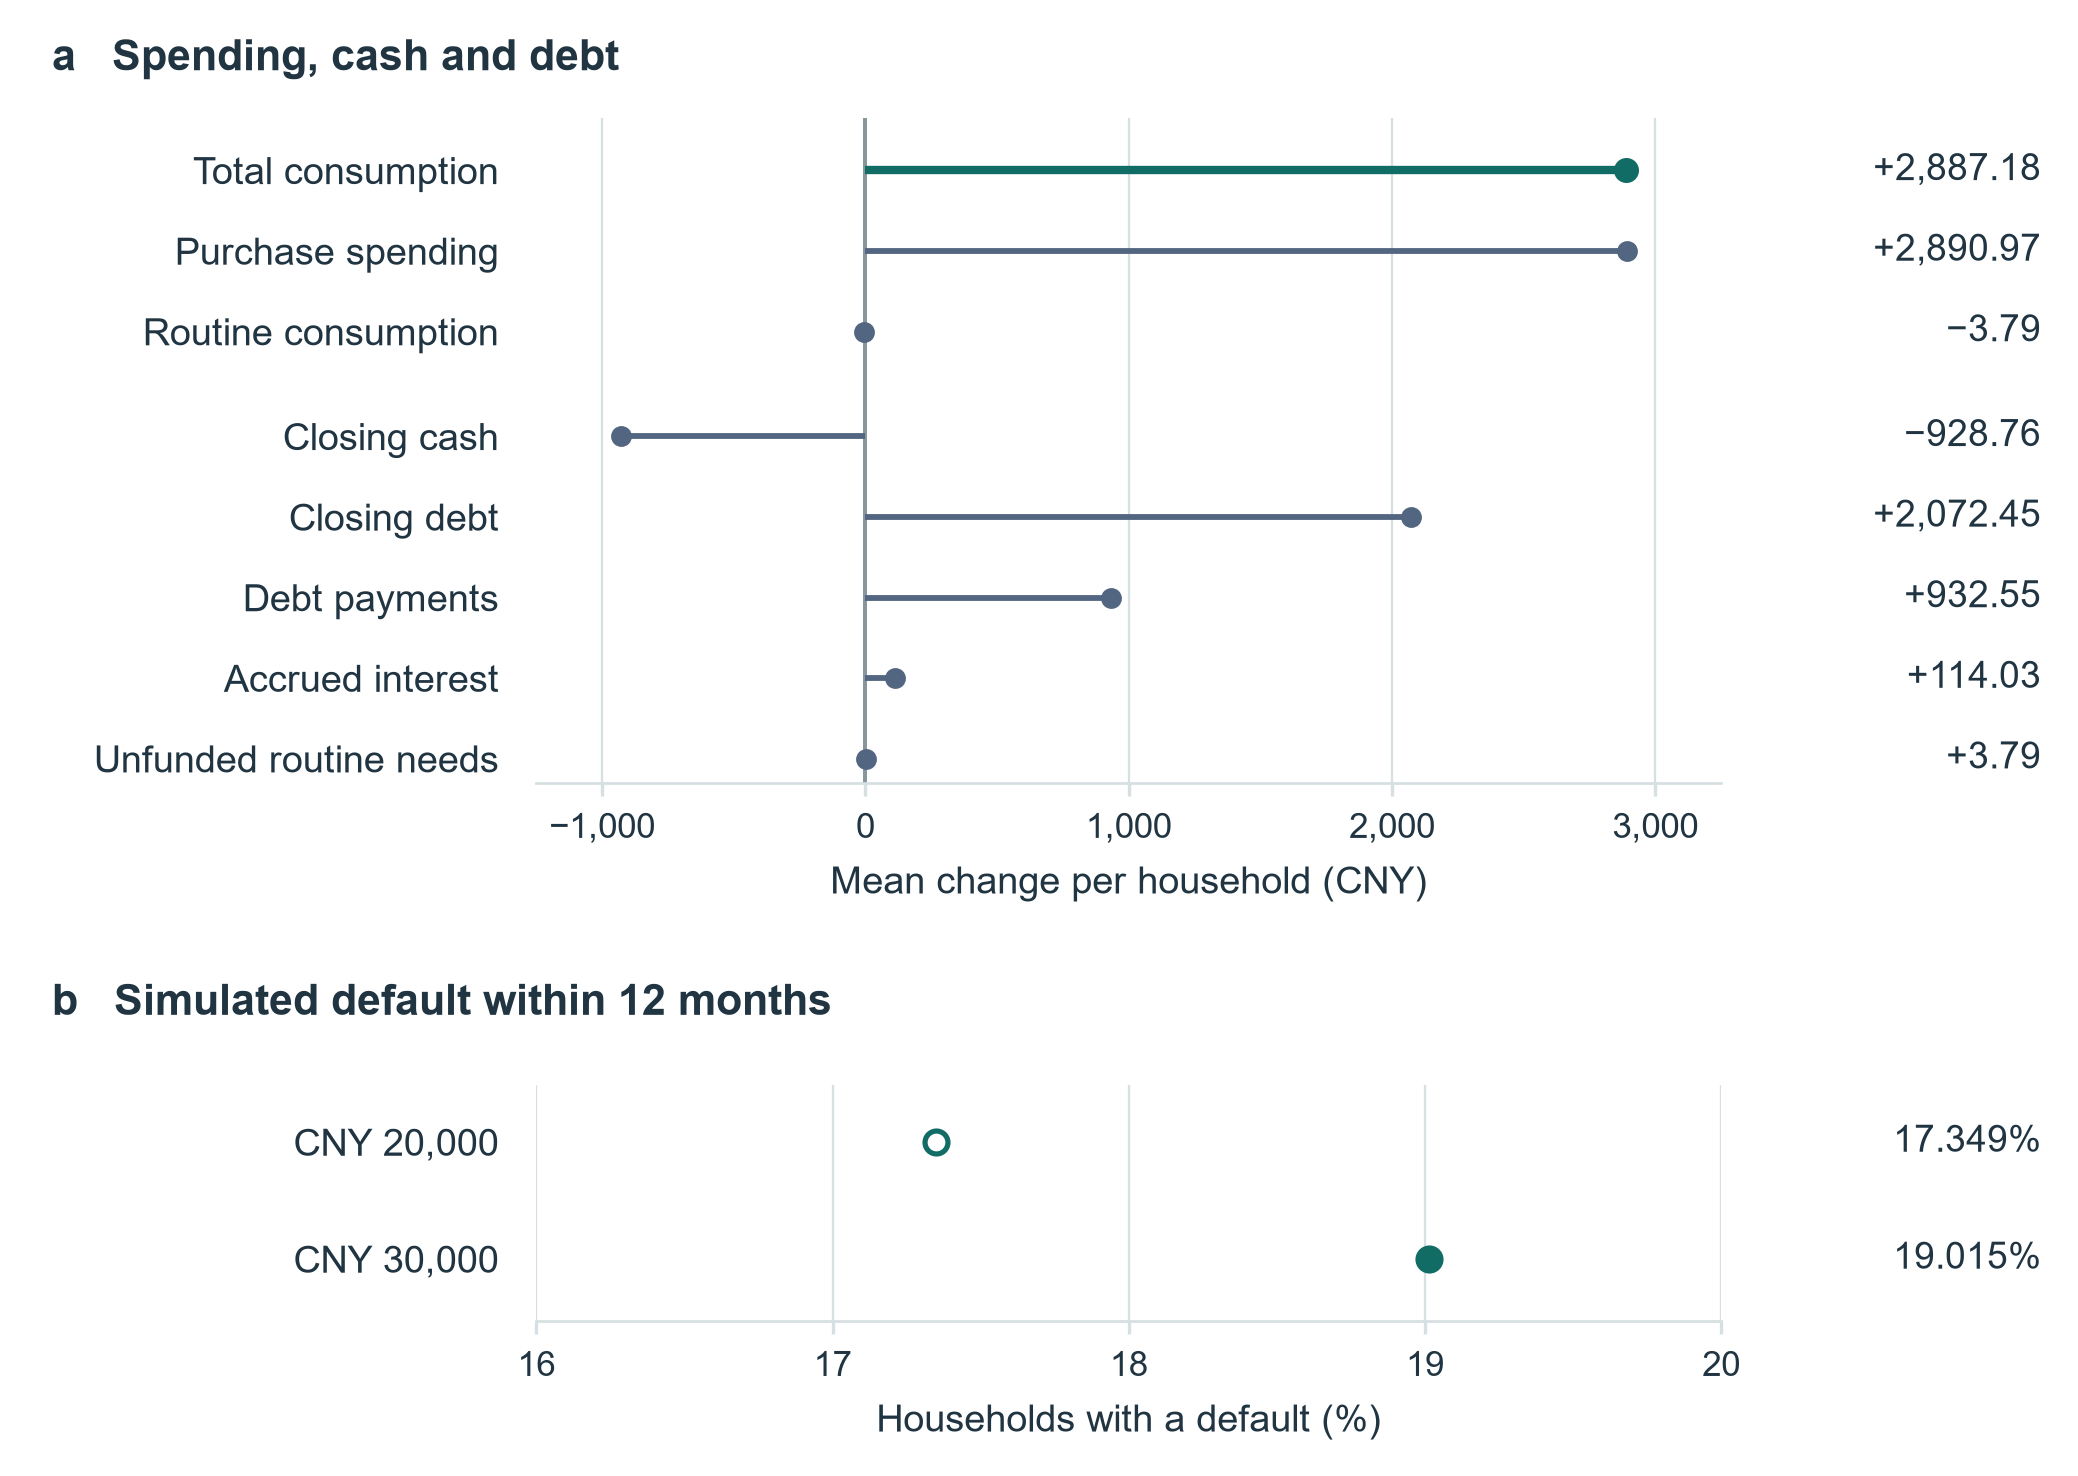 a Spending, cash and debt
Total consumption +2,887.18
Purchase spending +2,890.97
Routine consumption −3.79
Closing cash −928.76
Closing debt +2,072.45
Debt payments +932.55
Accrued interest +114.03
Unfunded routine needs +3.79
−1,000 0 1,000 2,000 3,000
Mean change per household (CNY)
b Simulated default within 12 months
CNY 20,000 17.349%
CNY 30,000 19.015%
16 17 18 19 20
Households with a default (%)